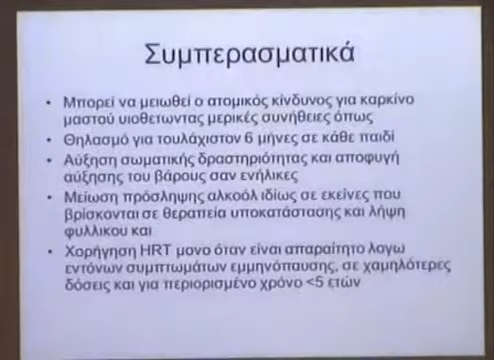 Συμπερασματικά
• Μπορεί να μειωθεί ο ατομικός κίνδυνος για καρκίνο
μαστού υιοθετωντας μερικές συνήθειες όπως
• Θηλασμό για τουλάχιστον 6 μήνες σε κάθε παιδί
• Αύξηση σωματικής δραστηριότητας και αποφυγή
αύξησης του βάρους σαν ενήλικες
• Μείωση πρόσληψης αλκοόλ ιδίως σε εκείνες που
βρίσκονται σε θεραπεία υποκατάστασης και λήψη
φυλλικου και
• Χορήγηση HRT μονο όταν είναι απαραίτητο λογω
εντόνων συμπτωμάτων εμμηνόπαυσης, σε χαμηλότερες
δόσεις και για περιορισμένο χρόνο <5 ετών